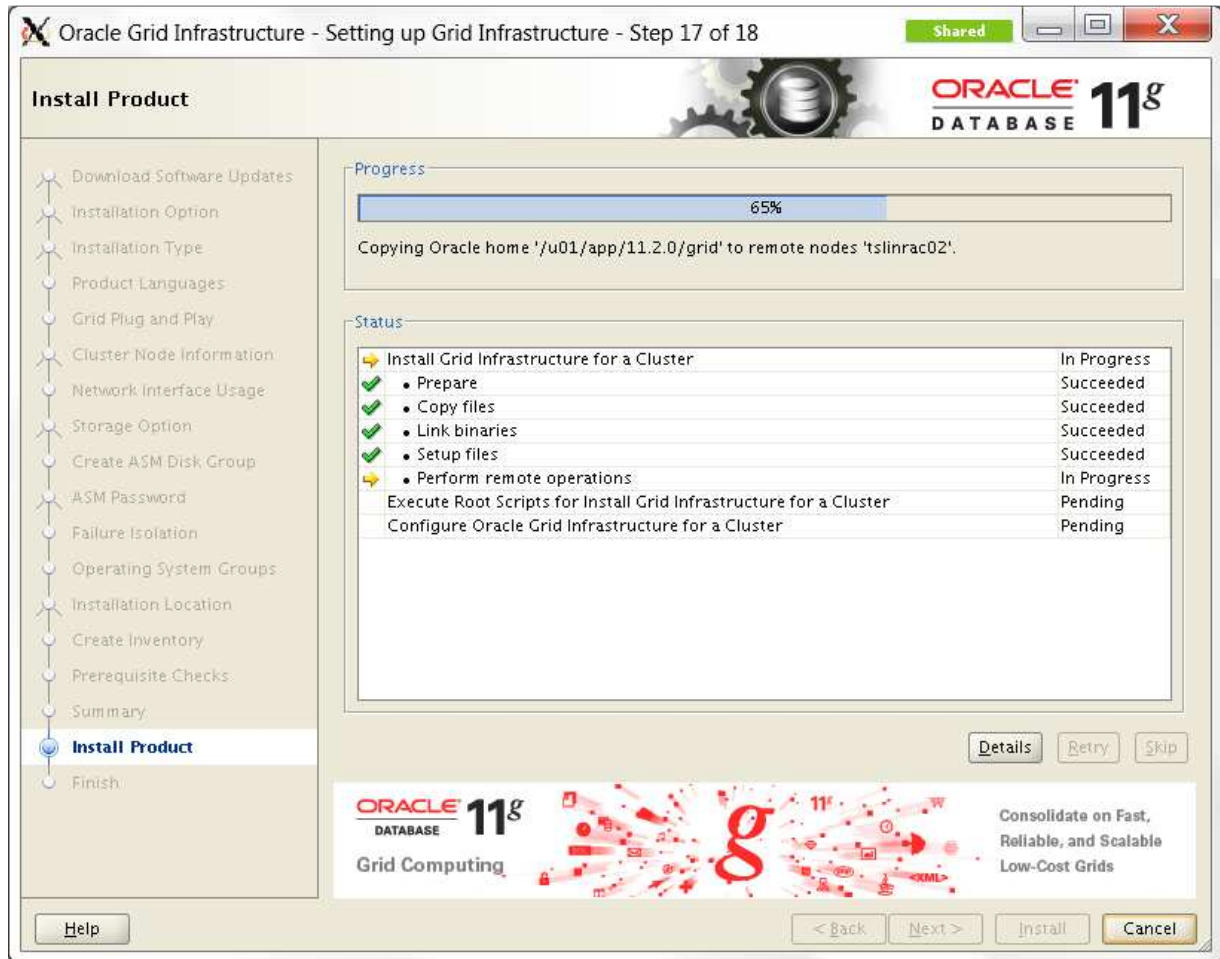 Oracle Grid Infrastructure - Setting up Grid Infrastructure - Step 17 of 18
Shared
Install Product
ORACLE 11g
DATABASE
Download Software Updates
Installation Option
Installation Type
Product Languages
Grid Plug and Play
Cluster Node Information
Network Interface Usage
Storage Option
Create ASM Disk Group
ASM Password
Failure Isolation
Operating System Groups
Installation Location
Create Inventory
Prerequisite Checks
Summary
Install Product
Finish
Progress
65%
Copying Oracle home '/u01/app/11.2.0/grid' to remote nodes 'tslinrac02'.
Status
Install Grid Infrastructure for a Cluster In Progress
• Prepare Succeeded
• Copy files Succeeded
• Link binaries Succeeded
• Setup files Succeeded
• Perform remote operations In Progress
Execute Root Scripts for Install Grid Infrastructure for a Cluster Pending
Configure Oracle Grid Infrastructure for a Cluster Pending
Details Retry Skip
ORACLE 11g
DATABASE
Grid Computing
g
11g
W
<XML>
Consolidate on Fast,
Reliable, and Scalable
Low-Cost Grids
Help < Back Next > Install Cancel